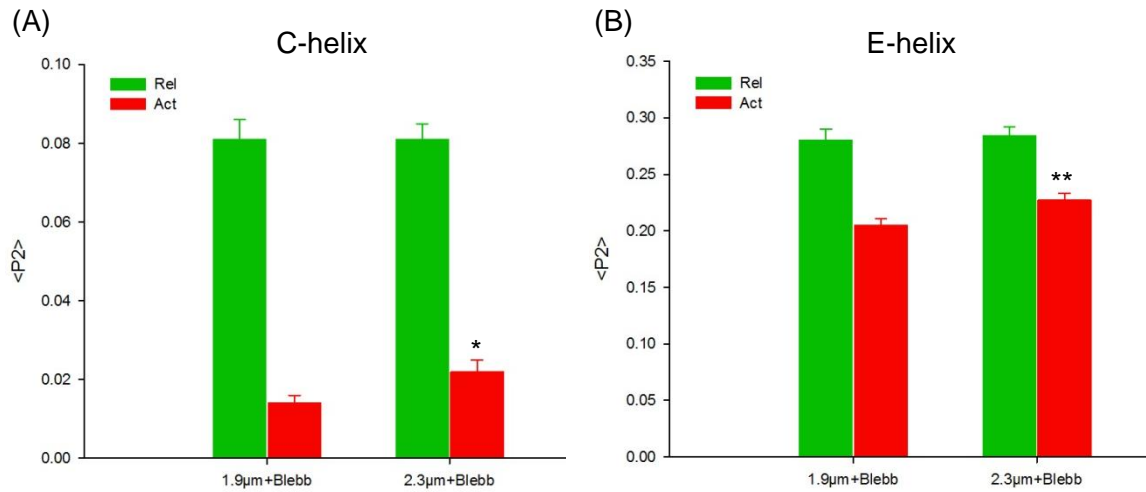 (A)
C-helix
0.10
0.08
0.06
0.04
0.02
0.00
<P2>
Rel
Act
*
1.9µm+Blebb
2.3µm+Blebb
(B)
E-helix
0.35
0.30
0.25
0.20
0.15
0.10
0.05
0.00
<P2>
Rel
Act
**
1.9µm+Blebb
2.3µm+Blebb